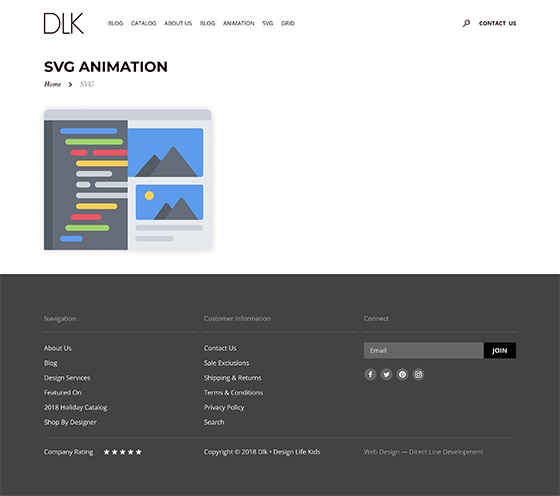 DLK
BLOG CATALOG ABOUT US BLOG ANIMATION SVG GRID
CONTACT US
SVG ANIMATION
Home > SVG
Navigation
About Us
Blog
Design Services
Featured On
2018 Holiday Catalog
Shop By Designer
Customer Information
Contact Us
Sale Exclusions
Shipping & Returns
Terms & Conditions
Privacy Policy
Search
Connect
Email JOIN
Company Rating
Copyright © 2018 Dlk • Design Life Kids
Web Design — Direct Line Development